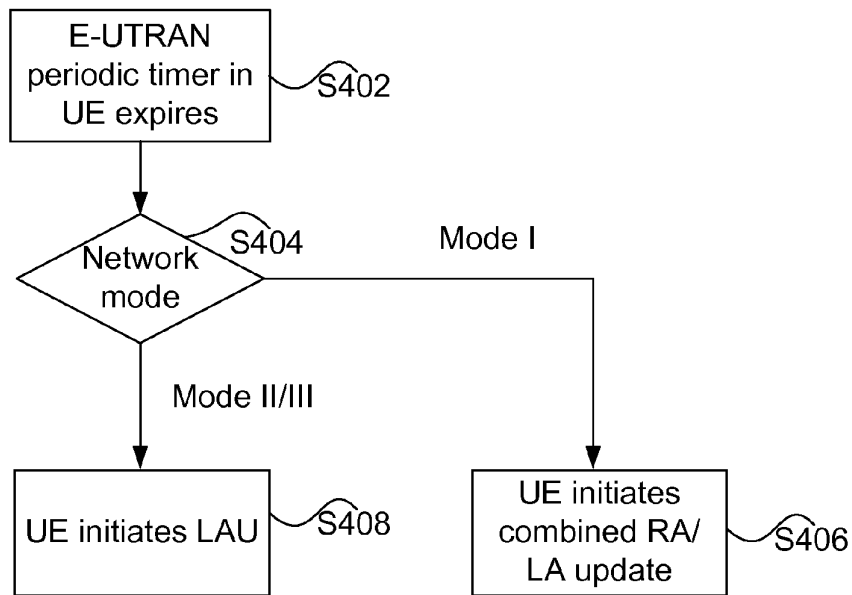 E-UTRAN
periodic timer in
UE expires
S402
S404
Network
mode
Mode I
Mode II/III
UE initiates LAU
S408
UE initiates
combined RA/
LA update
S406